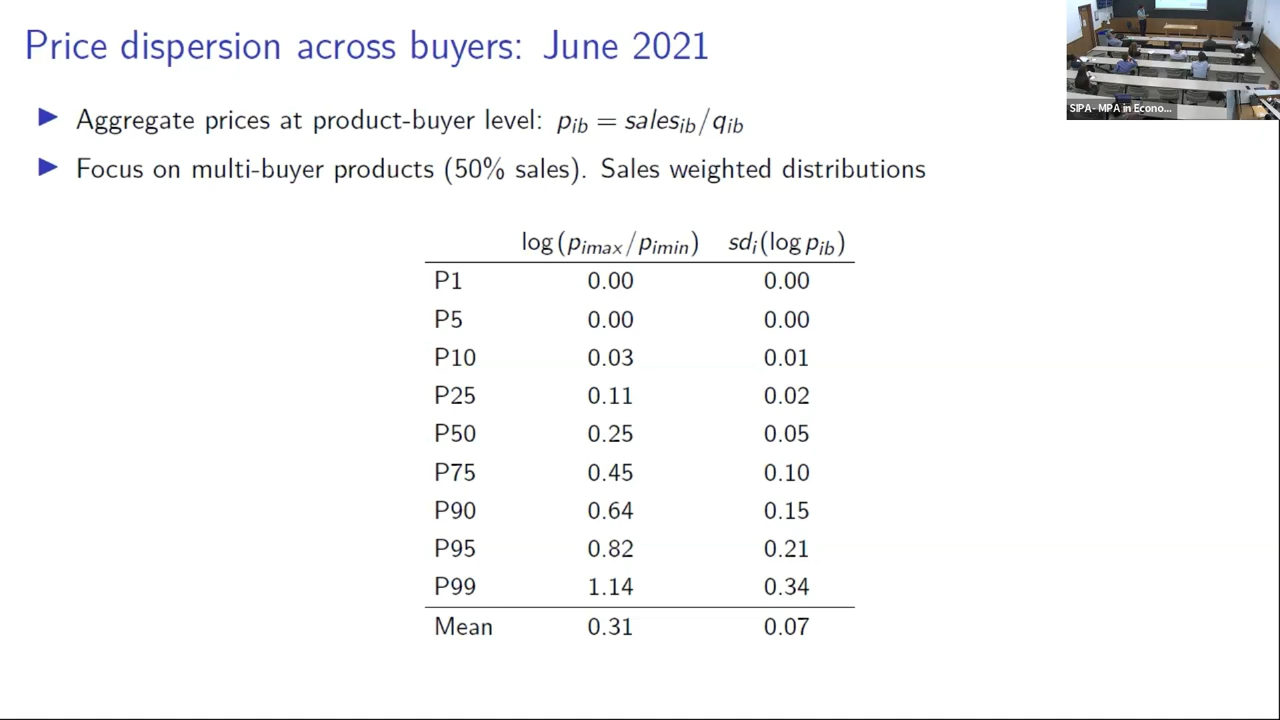 Price dispersion across buyers: June 2021
SIPA- MPA in Econo...
▶ Aggregate prices at product-buyer level: p_ib = sales_ib/q_ib
▶ Focus on multi-buyer products (50% sales). Sales weighted distributions
log (p_imax/p_imin) sd_i(log p_ib)
P1 0.00 0.00
P5 0.00 0.00
P10 0.03 0.01
P25 0.11 0.02
P50 0.25 0.05
P75 0.45 0.10
P90 0.64 0.15
P95 0.82 0.21
P99 1.14 0.34
Mean 0.31 0.07